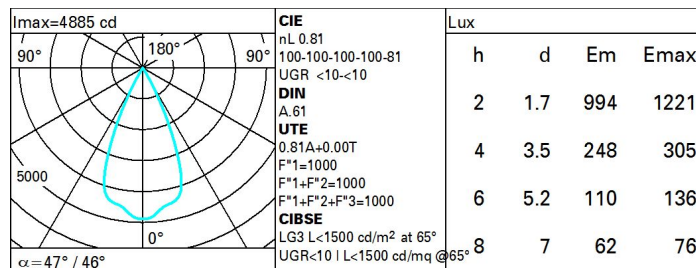 Imax=4885 cd
90° 180° 90°
5000
0°
α=47° / 46°
CIE
nL 0.81
100-100-100-100-81
UGR <10-<10
DIN
A.61
UTE
0.81A+0.00T
F"1=1000
F"1+F"2=1000
F"1+F"2+F"3=1000
CIBSE
LG3 L<1500 cd/m² at 65°
UGR<10 | L<1500 cd/mq @65°
Lux
h d Em Emax
2 1.7 994 1221
4 3.5 248 305
6 5.2 110 136
8 7 62 76